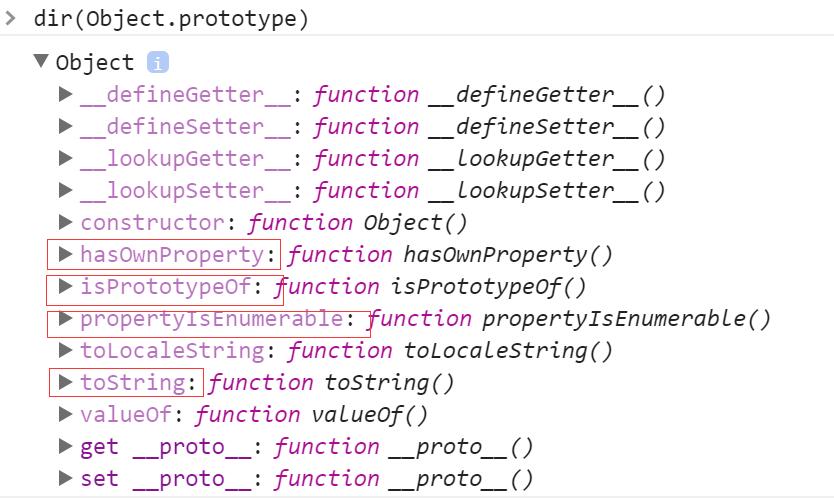 > dir(Object.prototype)
▼ Object i
▶ __defineGetter__: function __defineGetter__()
▶ __defineSetter__: function __defineSetter__()
▶ __lookupGetter__: function __lookupGetter__()
▶ __lookupSetter__: function __lookupSetter__()
▶ constructor: function Object()
▶ hasOwnProperty: function hasOwnProperty()
▶ isPrototypeOf: function isPrototypeOf()
▶ propertyIsEnumerable: function propertyIsEnumerable()
▶ toLocaleString: function toLocaleString()
▶ toString: function toString()
▶ valueOf: function valueOf()
▶ get __proto__: function __proto__()
▶ set __proto__: function __proto__()